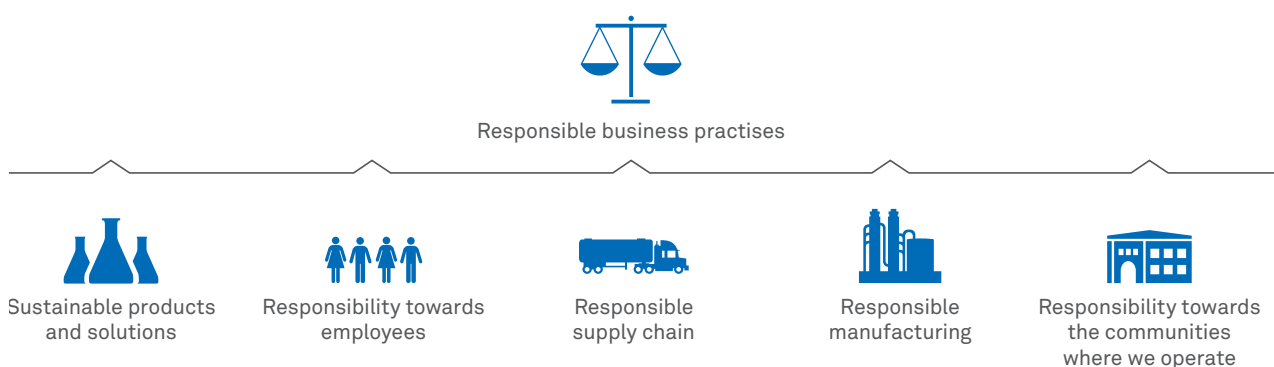 Responsible business practises
Sustainable products
and solutions
Responsibility towards
employees
Responsible
supply chain
Responsible
manufacturing
Responsibility towards
the communities
where we operate